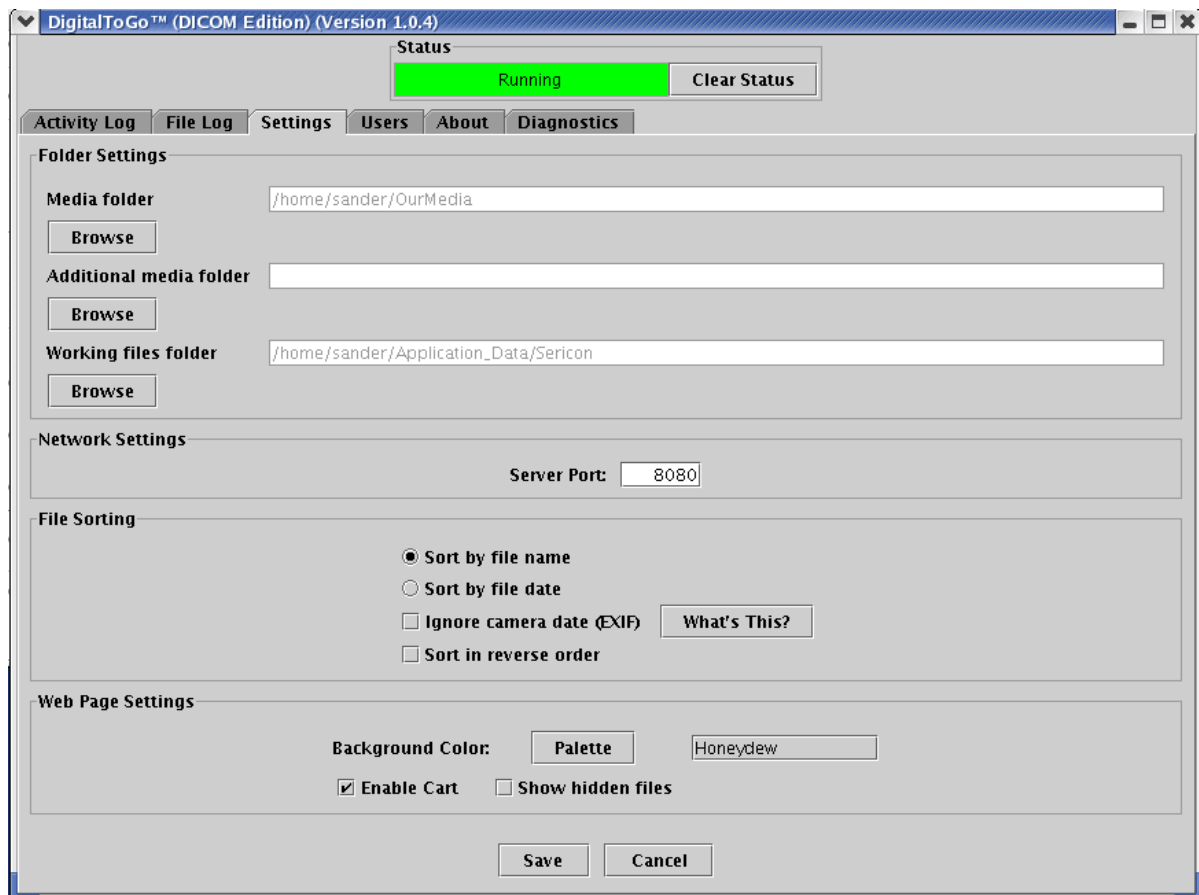 DigitalToGo™ (DICOM Edition) (Version 1.0.4)
Status
Running Clear Status
Activity Log File Log Settings Users About Diagnostics
Folder Settings
Media folder /home/sander/OurMedia
Browse
Additional media folder
Browse
Working files folder /home/sander/Application_Data/Sericon
Browse
Network Settings
Server Port: 8080
File Sorting
Sort by file name
Sort by file date
Ignore camera date (EXIF) What's This?
Sort in reverse order
Web Page Settings
Background Color: Palette Honeydew
Enable Cart Show hidden files
Save Cancel